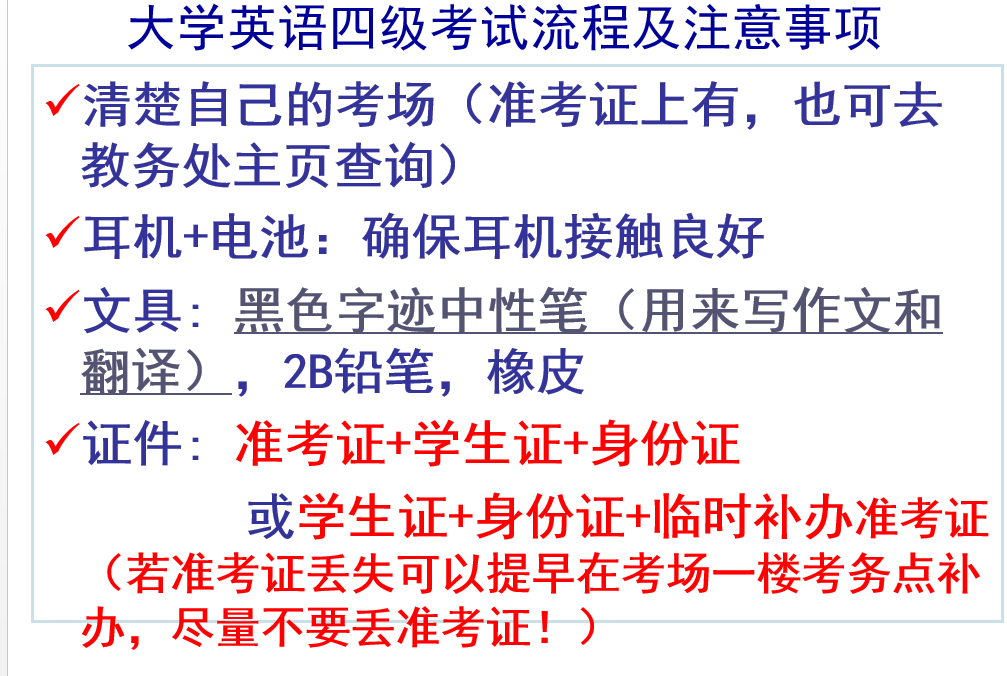 大学英语四级考试流程及注意事项
✓清楚自己的考场（准考证上有，也可去
教务处主页查询）
✓耳机+电池：确保耳机接触良好
✓文具：黑色字迹中性笔（用来写作文和
翻译），2B铅笔，橡皮
✓证件：准考证+学生证+身份证
或学生证+身份证+临时补办准考证
（若准考证丢失可以提早在考场一楼考务点补
办，尽量不要丢准考证！）